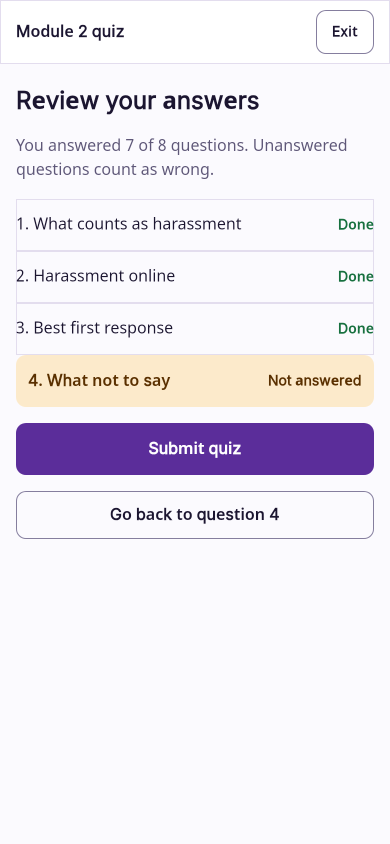 Module 2 quiz
Exit
Review your answers
You answered 7 of 8 questions. Unanswered
questions count as wrong.
1. What counts as harassment Done
2. Harassment online Done
3. Best first response Done
4. What not to say Not answered
Submit quiz
Go back to question 4